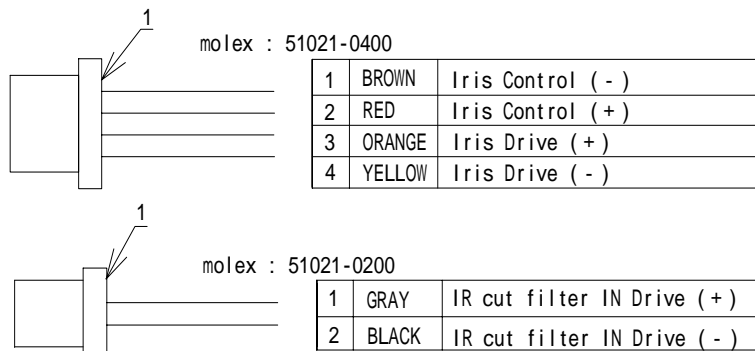 1
molex : 51021-0400
1 BROWN Iris Control (-)
2 RED Iris Control (+)
3 ORANGE Iris Drive (+)
4 YELLOW Iris Drive (-)
1
molex : 51021-0200
1 GRAY IR cut filter IN Drive (+)
2 BLACK IR cut filter IN Drive (-)